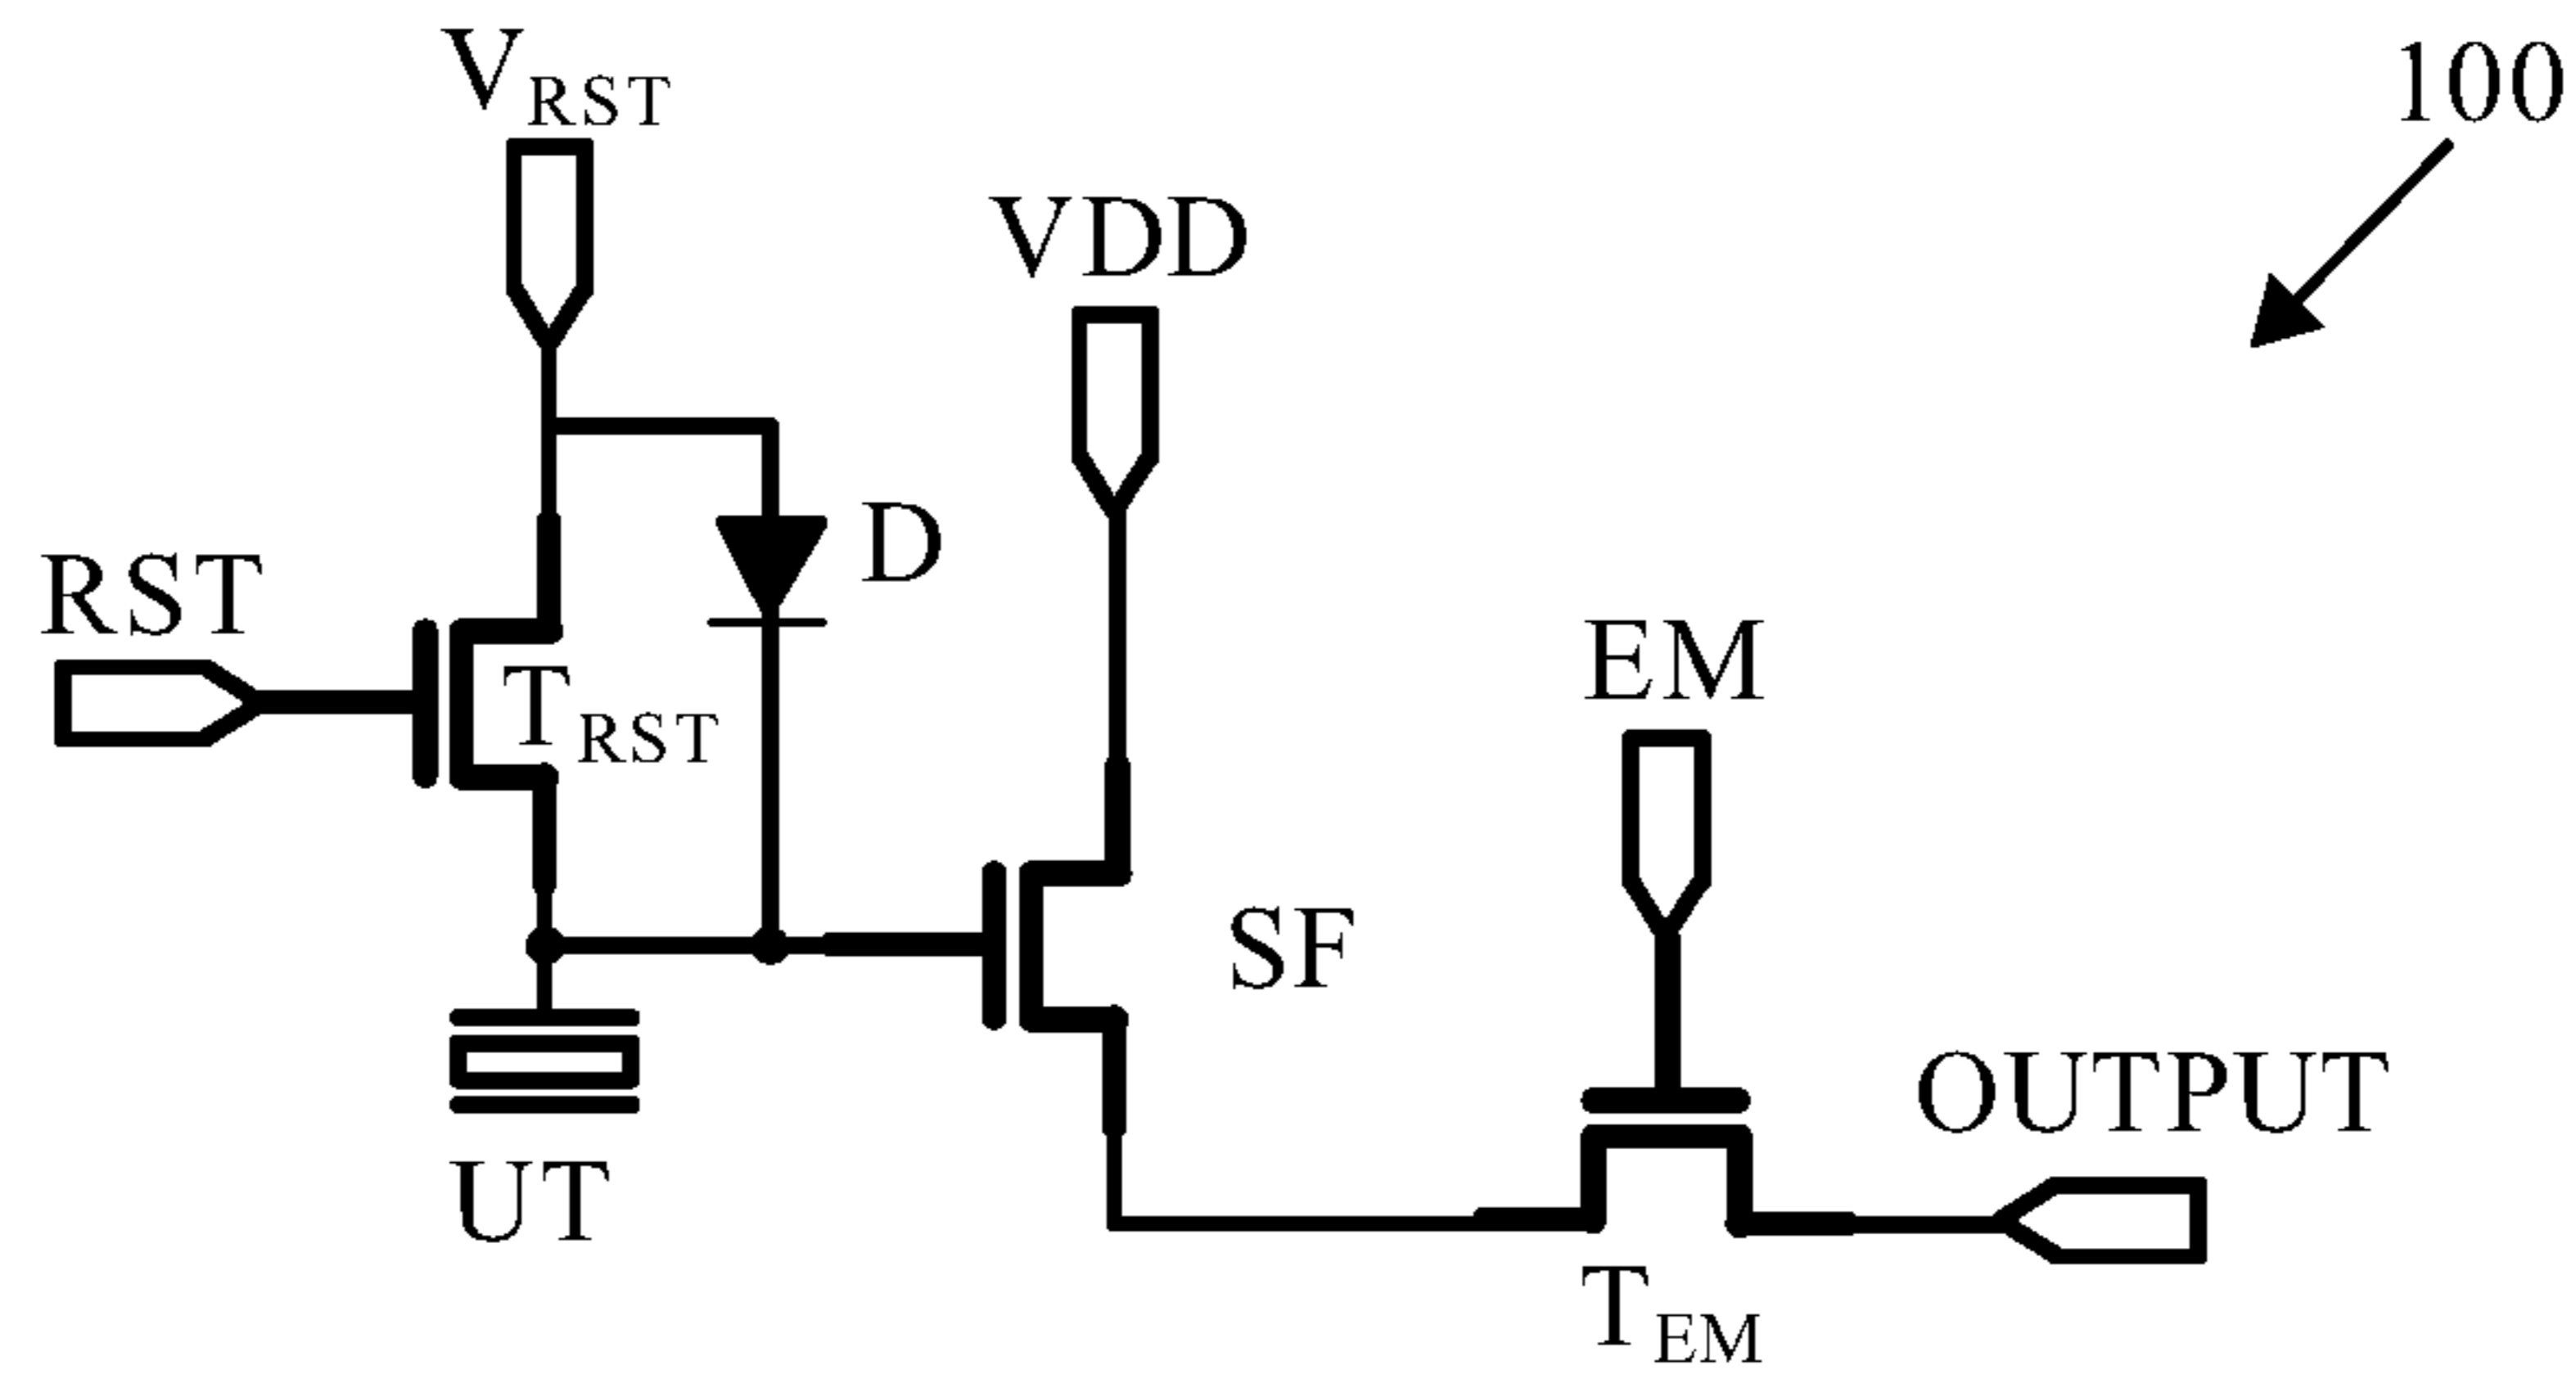 V_RST
100
VDD
D
RST
T_RST
EM
SF
OUTPUT
UT
T_EM